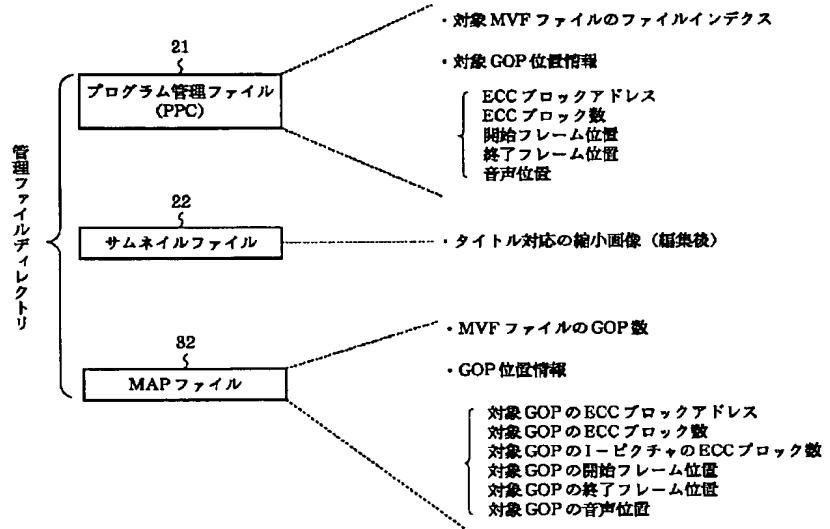 管理ファイルディレクトリ
21
プログラム管理ファイル
(PPC)
・対象MVFファイルのファイルインデクス
・対象GOP位置情報
ECCブロックアドレス
ECCブロック数
開始フレーム位置
終了フレーム位置
音声位置
22
サムネイルファイル
・タイトル対応の縮小画像（編集後）
32
MAPファイル
・MVFファイルのGOP数
・GOP位置情報
対象GOPのECCブロックアドレス
対象GOPのECCブロック数
対象GOPのI－ピクチャのECCブロック数
対象GOPの開始フレーム位置
対象GOPの終了フレーム位置
対象GOPの音声位置